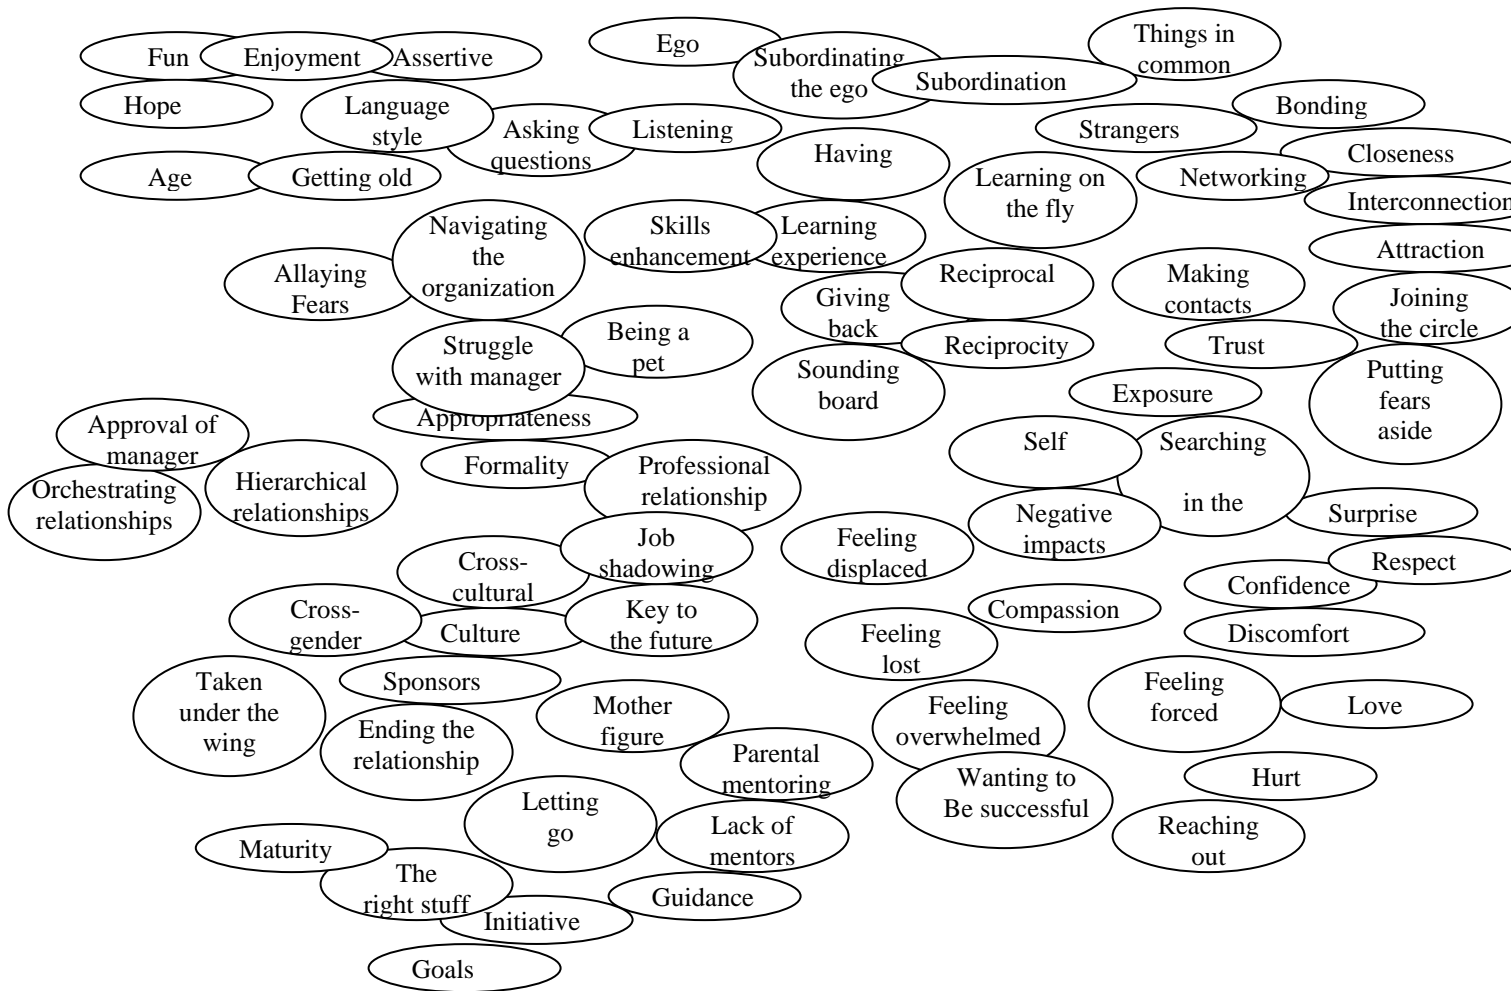 Fun
Enjoyment
Assertive
Ego
Subordinating
the ego
Subordination
Things in
common
Hope
Language
style
Asking
questions
Listening
Strangers
Bonding
Having
Closeness
Age
Getting old
Learning on
the fly
Networking
Interconnection
Navigating
the
organization
Skills
enhancement
Learning
experience
Attraction
Allaying
Fears
Giving
back
Reciprocal
Making
contacts
Joining
the circle
Struggle
with manager
Being a
pet
Reciprocity
Trust
Sounding
board
Exposure
Putting
fears
aside
Approval of
manager
Appropriateness
Self
Searching
in the
Orchestrating
relationships
Hierarchical
relationships
Formality
Professional
relationship
Negative
impacts
Surprise
Job
shadowing
Feeling
displaced
Respect
Cross-
cultural
Confidence
Cross-
gender
Culture
Key to
the future
Compassion
Feeling
lost
Discomfort
Taken
under the
wing
Sponsors
Mother
figure
Feeling
overwhelmed
Feeling
forced
Love
Ending the
relationship
Parental
mentoring
Wanting to
Be successful
Hurt
Letting
go
Lack of
mentors
Reaching
out
Maturity
The
right stuff
Guidance
Initiative
Goals